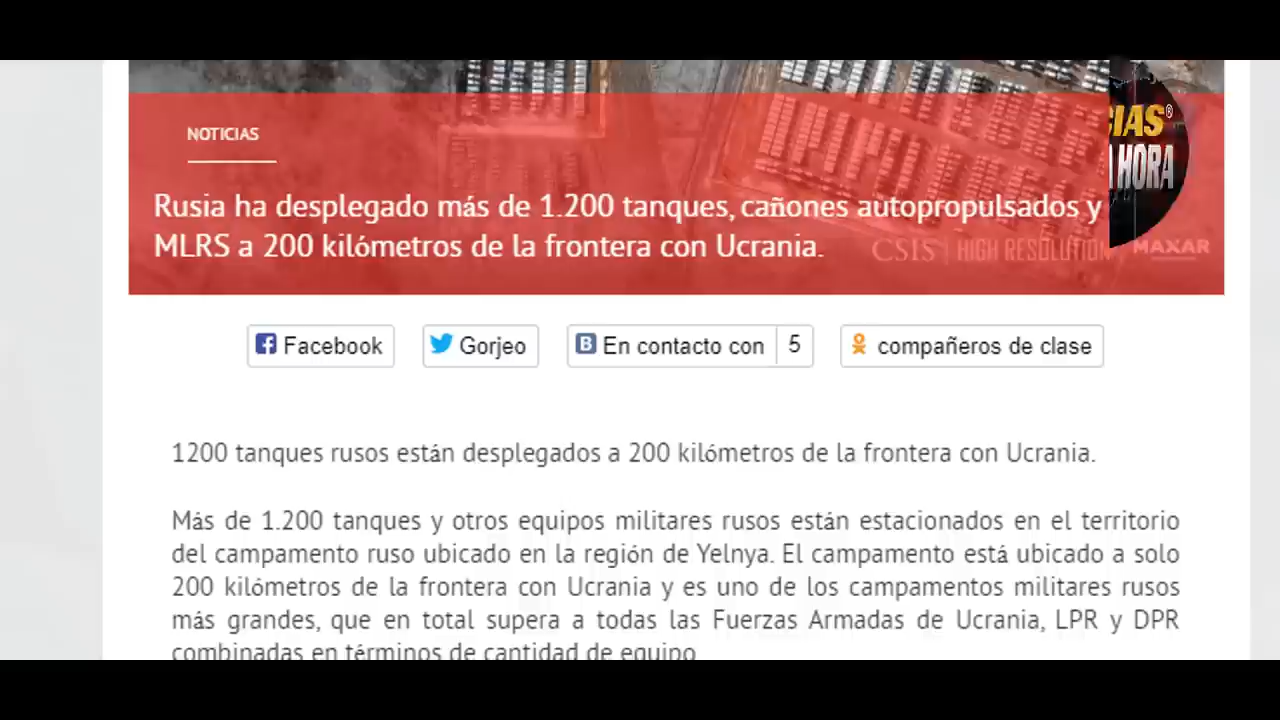 NOTICIAS
Rusia ha desplegado más de 1.200 tanques, cañones autopropulsados y
MLRS a 200 kilómetros de la frontera con Ucrania.
CIAS®
HORA
CSIS | HIGH RESOLUTION MAXAR
Facebook
Gorjeo
En contacto con 5
compañeros de clase
1200 tanques rusos están desplegados a 200 kilómetros de la frontera con Ucrania.
Más de 1.200 tanques y otros equipos militares rusos están estacionados en el territorio
del campamento ruso ubicado en la región de Yelnya. El campamento está ubicado a solo
200 kilómetros de la frontera con Ucrania y es uno de los campamentos militares rusos
más grandes, que en total supera a todas las Fuerzas Armadas de Ucrania, LPR y DPR
combinadas en términos de cantidad de equipo